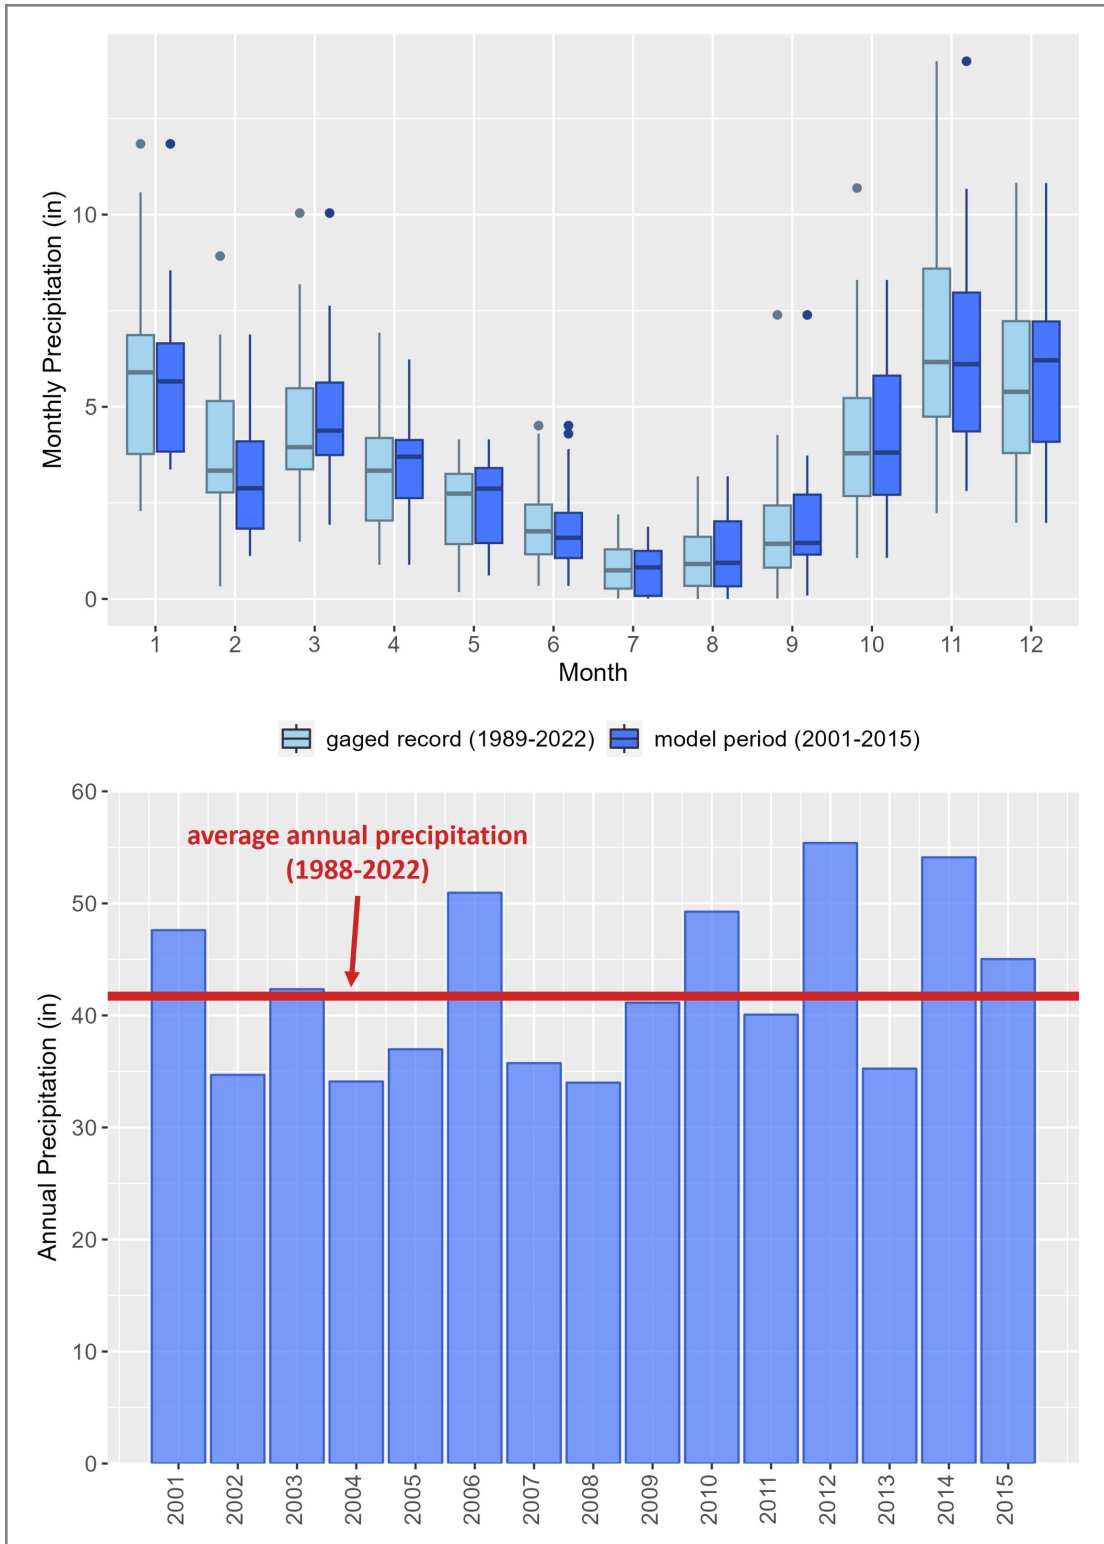 Monthly Precipitation (in)
10
5
0
1 2 3 4 5 6 7 8 9 10 11 12
Month
gaged record (1989-2022) model period (2001-2015)
Annual Precipitation (in)
60
50
40
30
20
10
0
average annual precipitation
(1988-2022)
2001 2002 2003 2004 2005 2006 2007 2008 2009 2010 2011 2012 2013 2014 2015